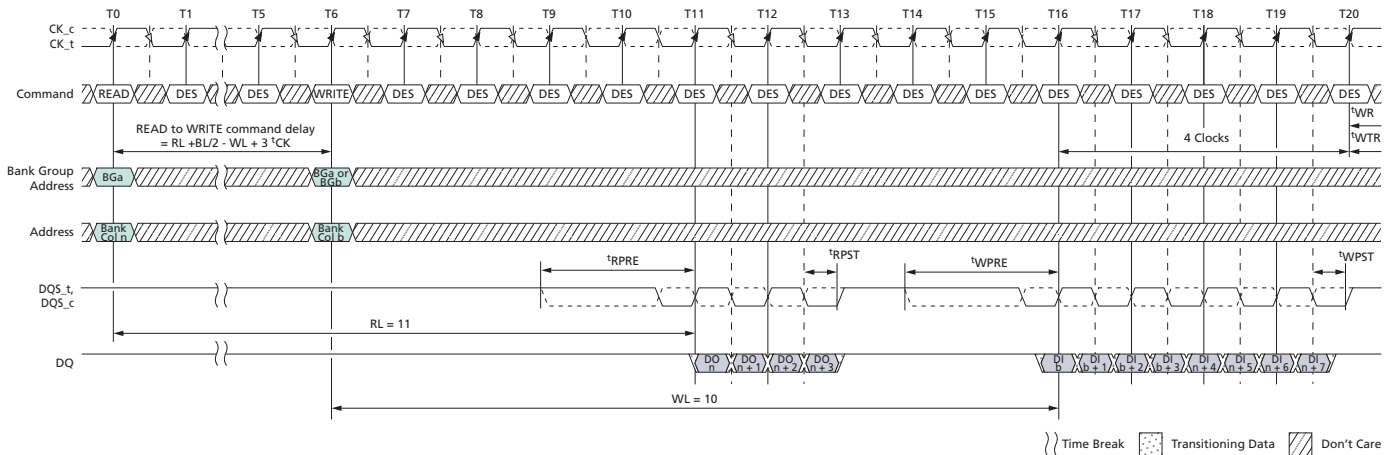 T0 T1 T5 T6 T7 T8 T9 T10 T11 T12 T13 T14 T15 T16 T17 T18 T19 T20
CK_c
CK_t
Command READ DES DES WRITE DES DES DES DES DES DES DES DES DES DES DES DES DES DES
tWR
READ to WRITE command delay
= RL +BL/2 - WL + 3 tCK
4 Clocks
tWTR
Bank Group
Address
BGa
BGa or
BGb
Address
Bank
Col n
Bank
Col b
tRPRE
tRPST
tWPRE
tWPST
DQS_t,
DQS_c
RL = 11
DQ
DO
n
DO
n + 1
DO
n + 2
DO
n + 3
DI
b
DI
b + 1
DI
b + 2
DI
b + 3
DI
n + 4
DI
n + 5
DI
n + 6
DI
n + 7
WL = 10
Time Break Transitioning Data Don't Care